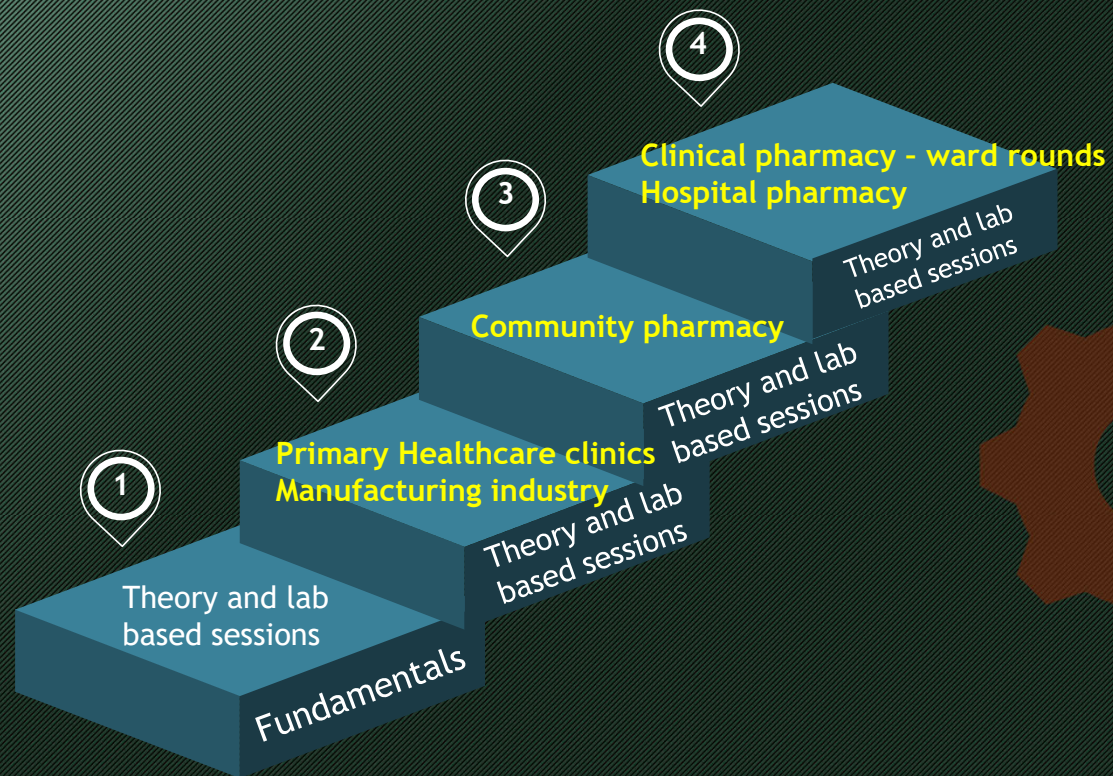 1
Theory and lab
based sessions
Fundamentals
2
Primary Healthcare clinics
Manufacturing industry
Theory and lab
based sessions
3
Community pharmacy
Theory and lab
based sessions
4
Clinical pharmacy - ward rounds
Hospital pharmacy
Theory and lab
based sessions